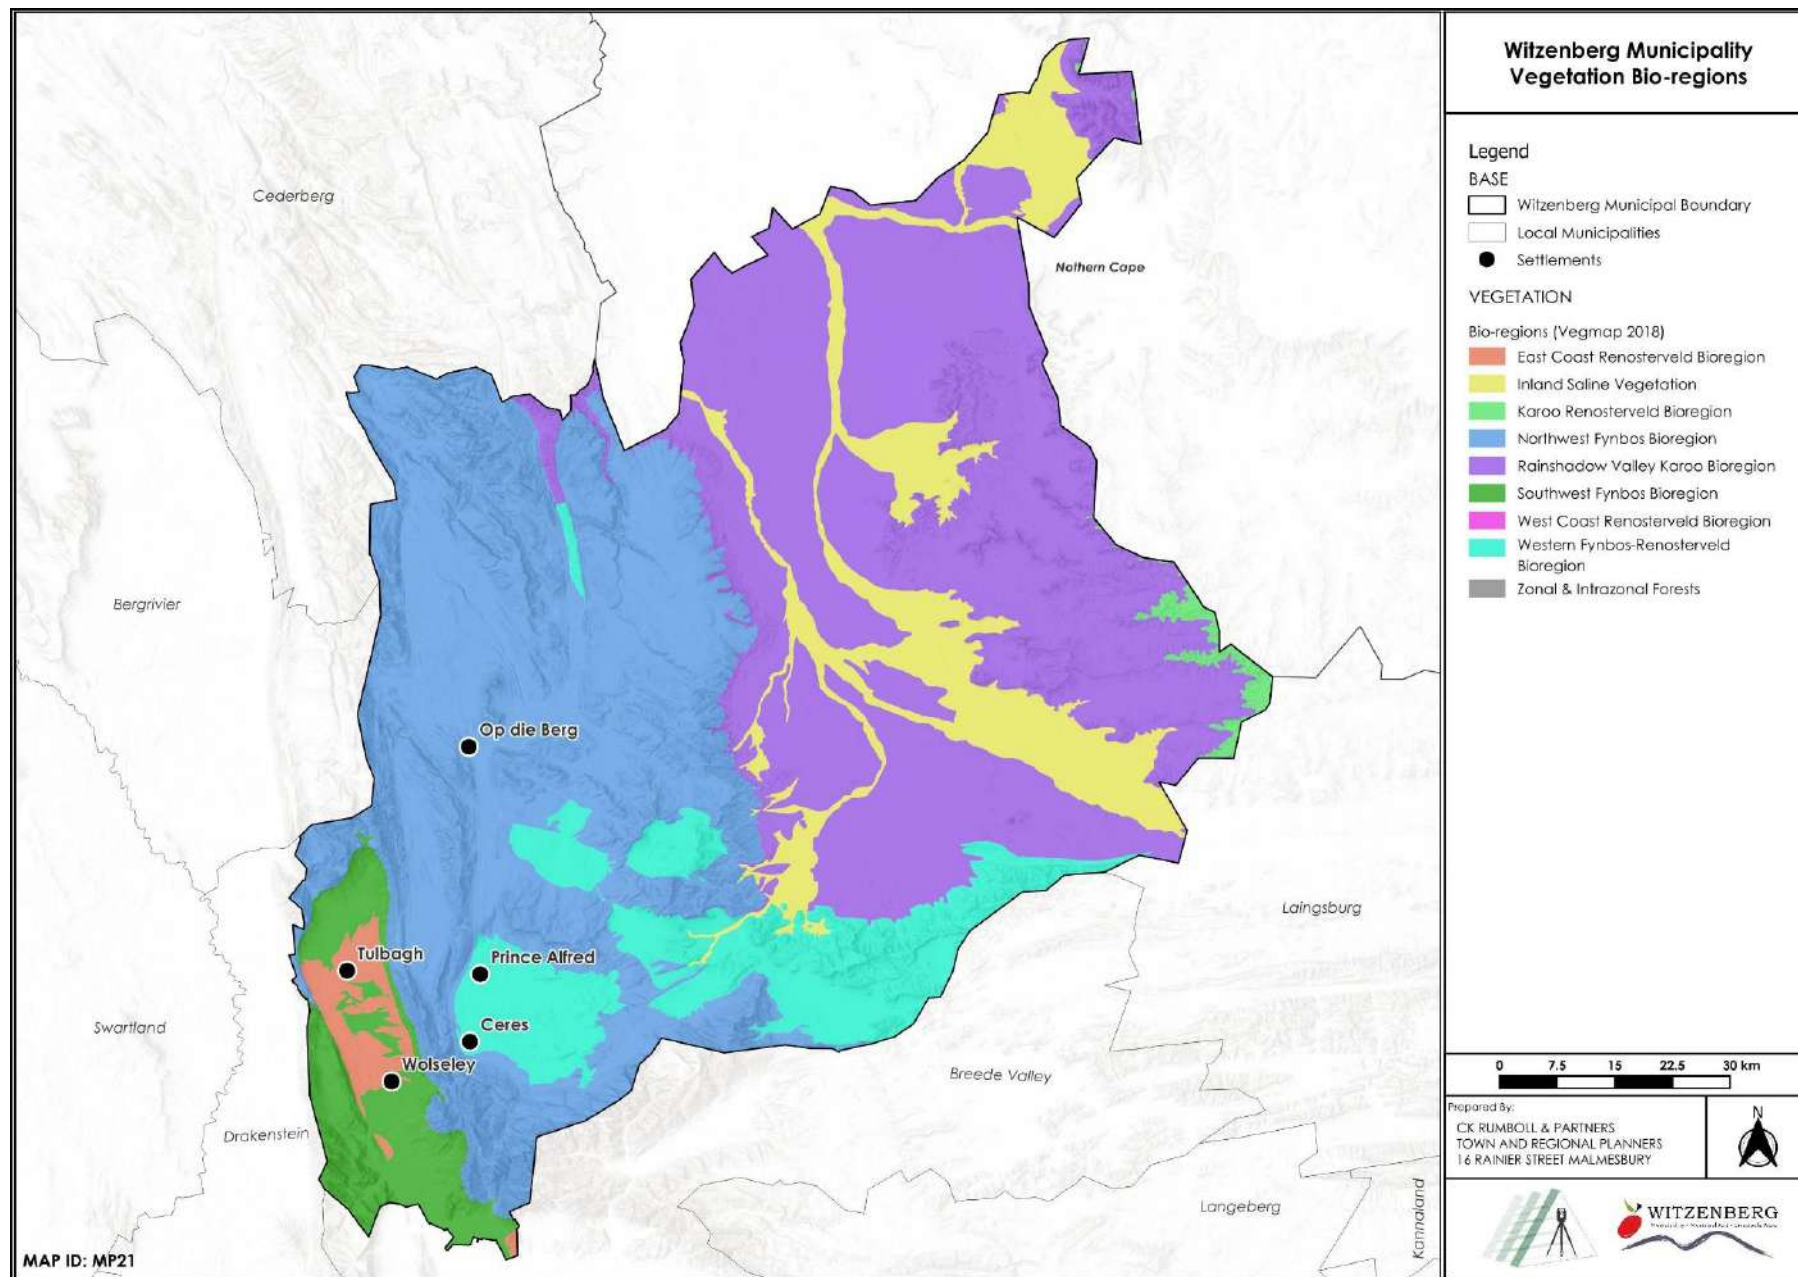 Witzenberg Municipality
Vegetation Bio-regions
Legend
BASE
Witzenberg Municipal Boundary
Local Municipalities
Settlements
VEGETATION
Bio-regions (Vegmap 2018)
East Coast Renosterveld Bioregion
Inland Saline Vegetation
Karoo Renosterveld Bioregion
Northwest Fynbos Bioregion
Rainshadow Valley Karoo Bioregion
Southwest Fynbos Bioregion
West Coast Renosterveld Bioregion
Western Fynbos-Renosterveld
Bioregion
Zonal & Intrazonal Forests
Cederberg
Nothern Cape
Bergrivier
Op die Berg
Laingsburg
Tulbagh
Prince Alfred
Swartland
Ceres
Wolseley
Breede Valley
Drakenstein
Langeberg
Kannaland
MAP ID: MP21
0 7.5 15 22.5 30 km
Prepared By:
CK RUMBOLL & PARTNERS
TOWN AND REGIONAL PLANNERS
16 RAINIER STREET MALMESBURY
N
WITZENBERG